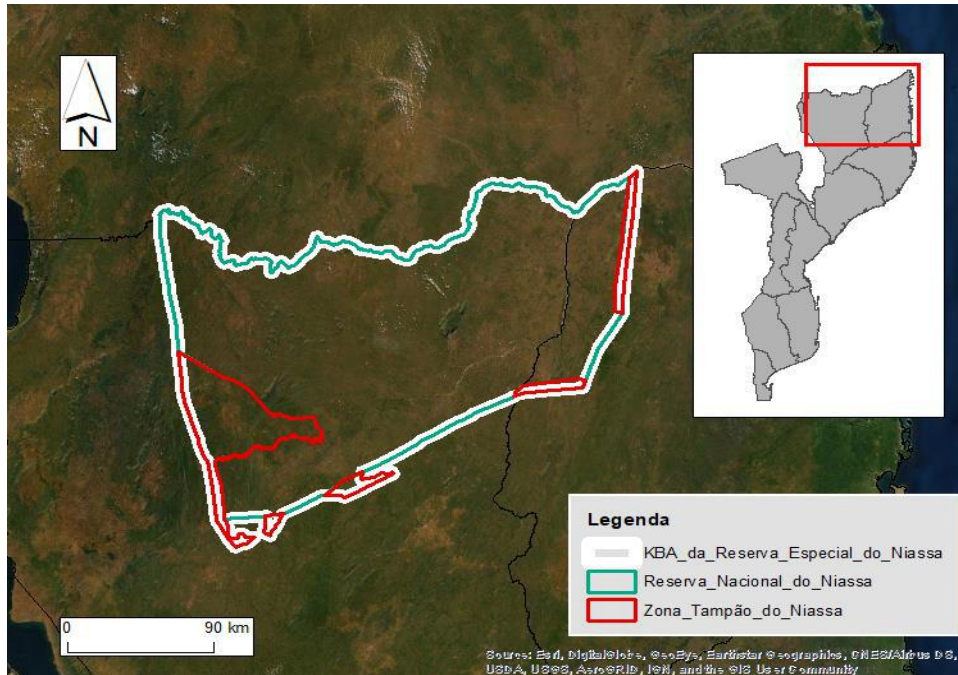 N
0 90 km
Legenda
KBA_da_Reserva_Especial_do_Niassa
Reserva_Nacional_do_Niassa
Zona_Tampão_do_Niassa
Source: Esri, DigitalGlobe, GeoEye, Earthstar Geographics, CNES/Airbus DS,
USDA, USGS, AeroGRID, IGN, and the GIS User Community